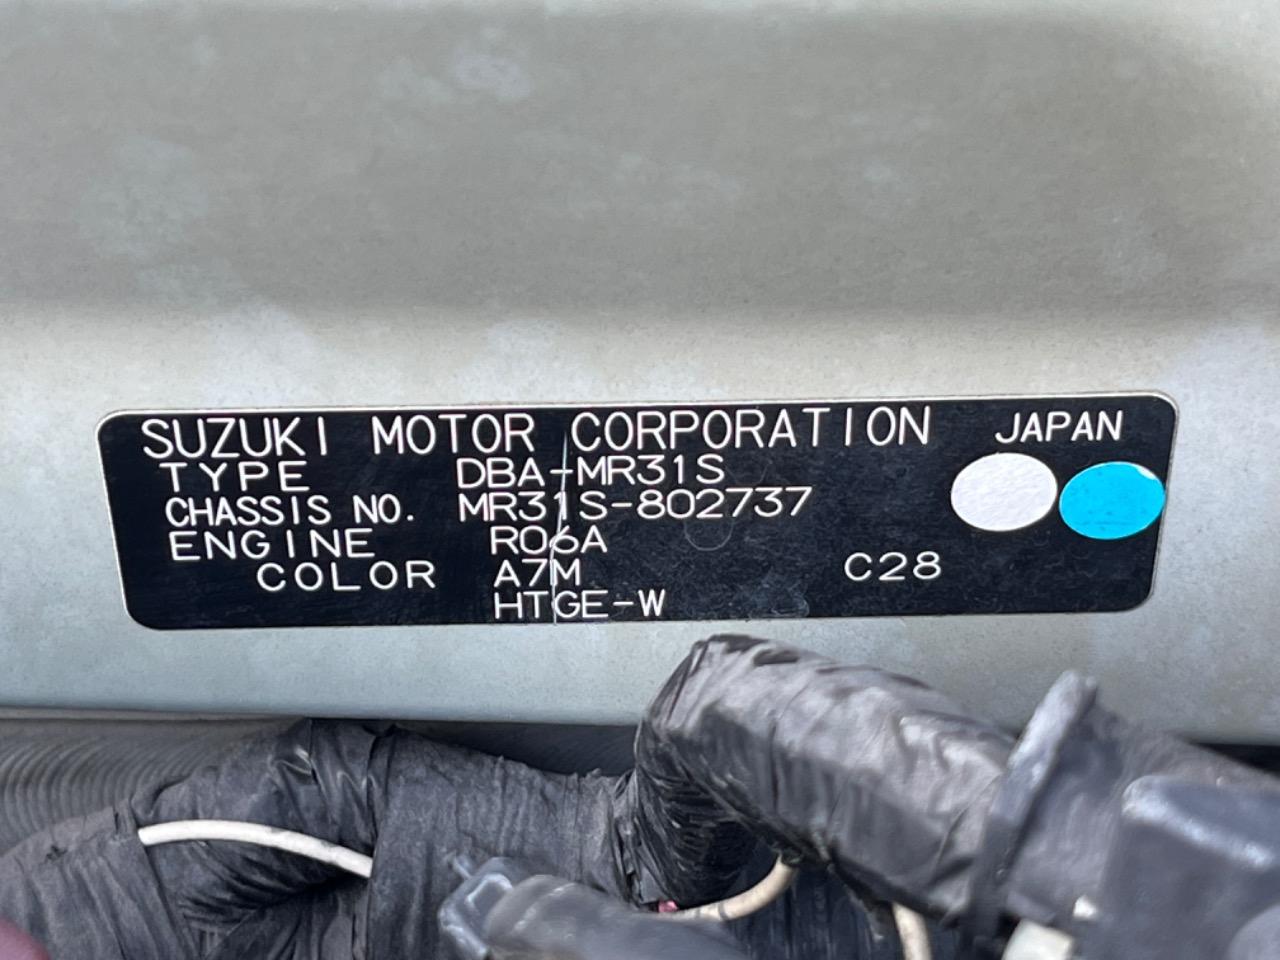 SUZUKI MOTOR CORPORATION JAPAN
TYPE DBA-MR31S
CHASSIS NO. MR31S-802737
ENGINE R06A
COLOR A7M C28
HTGE-W